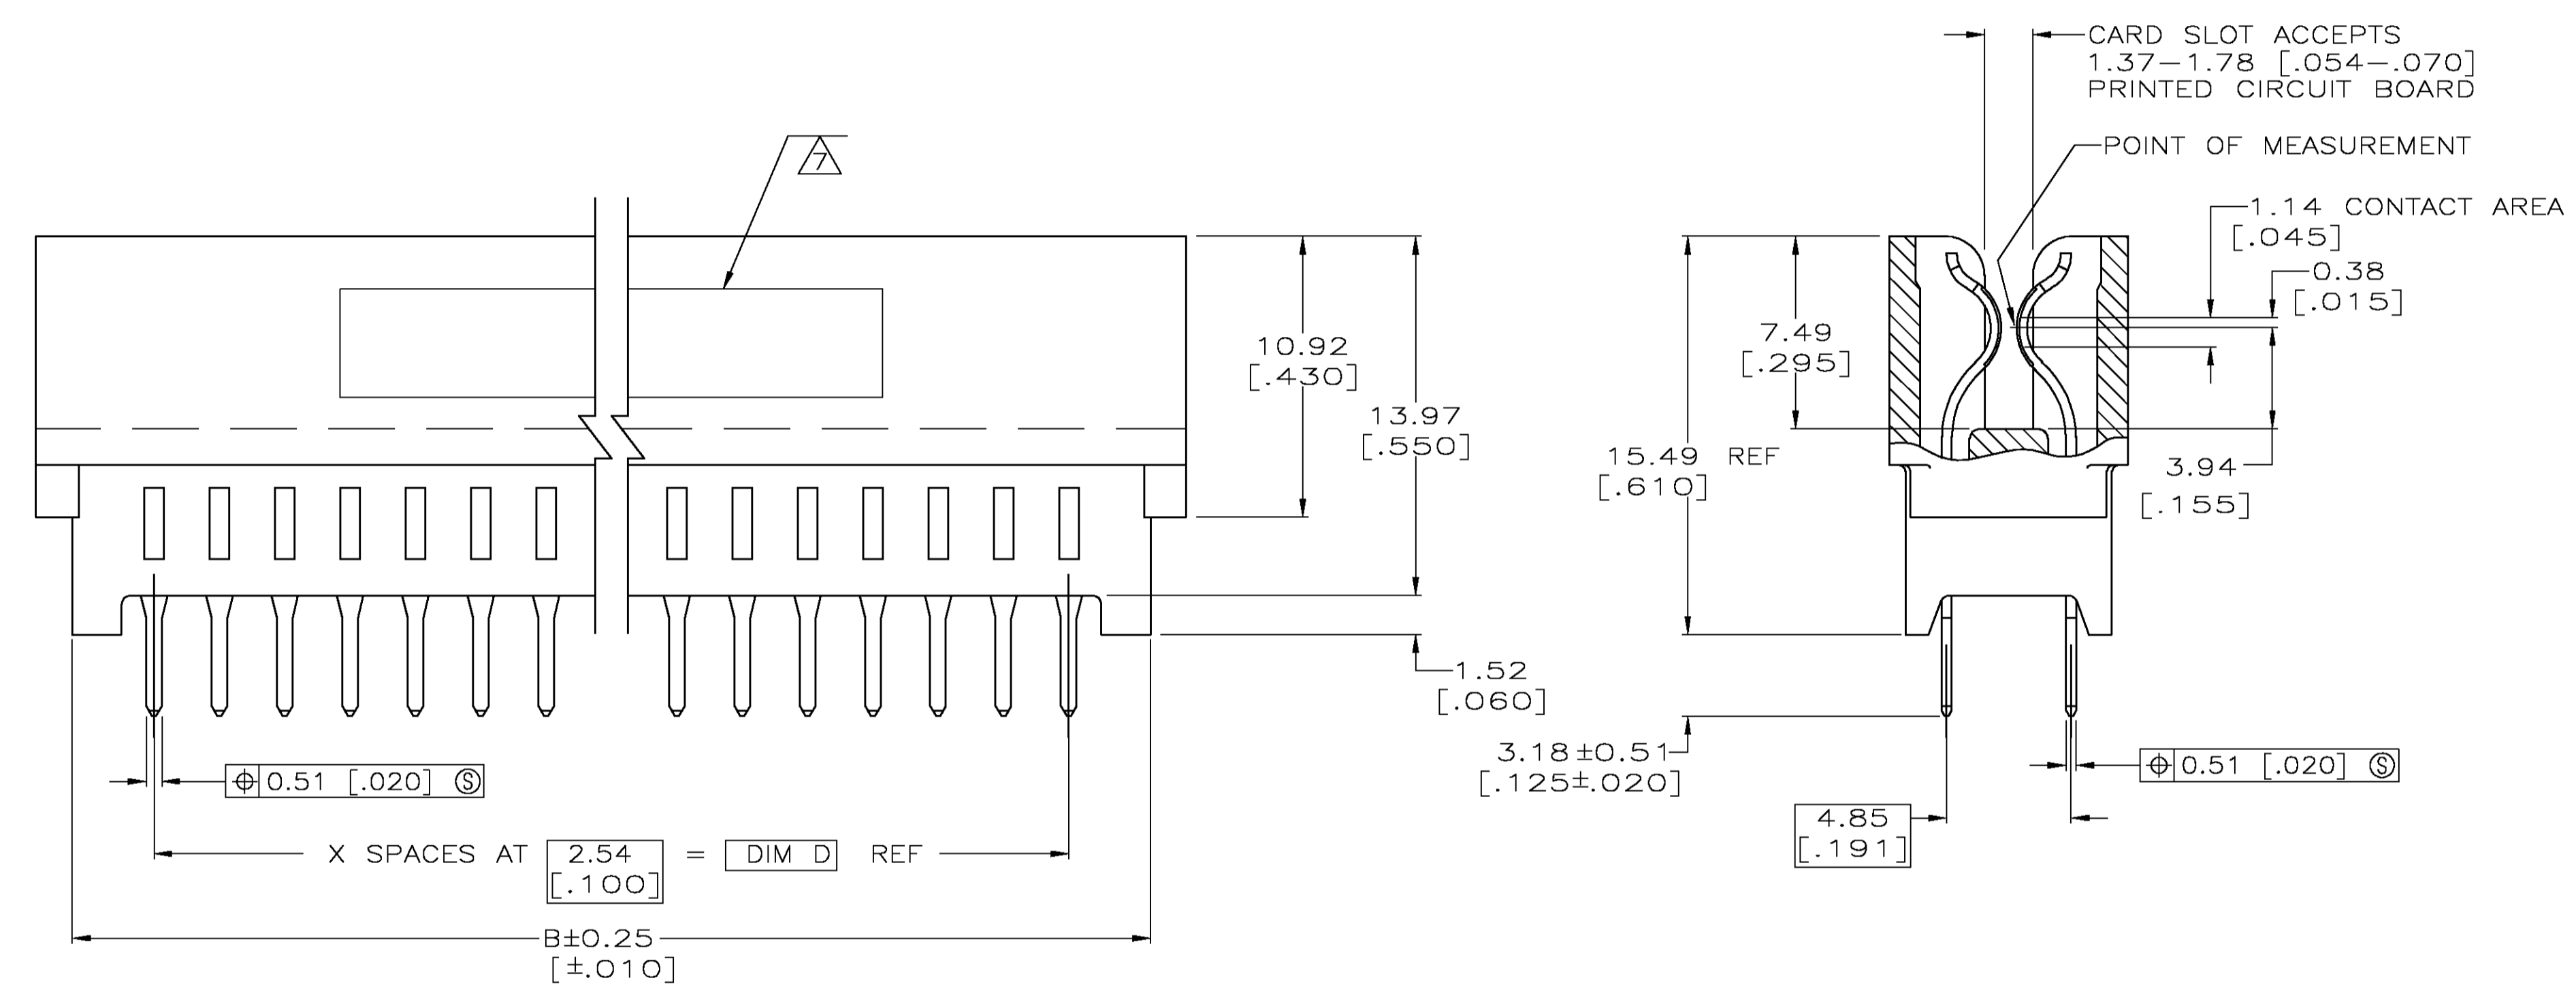 CARD SLOT ACCEPTS
1.37-1.78 [.054-.070]
PRINTED CIRCUIT BOARD
POINT OF MEASUREMENT
7
1.14 CONTACT AREA
[.045]
0.38
[.015]
10.92
[.430]
13.97
[.550]
7.49
[.295]
15.49 REF
[.610]
3.94
[.155]
1.52
[.060]
3.18±0.51
[.125±.020]
⌖ 0.51 [.020] Ⓢ
⌖ 0.51 [.020] Ⓢ
4.85
[.191]
X SPACES AT 2.54 = DIM D REF
[.100]
B±0.25
[±.010]